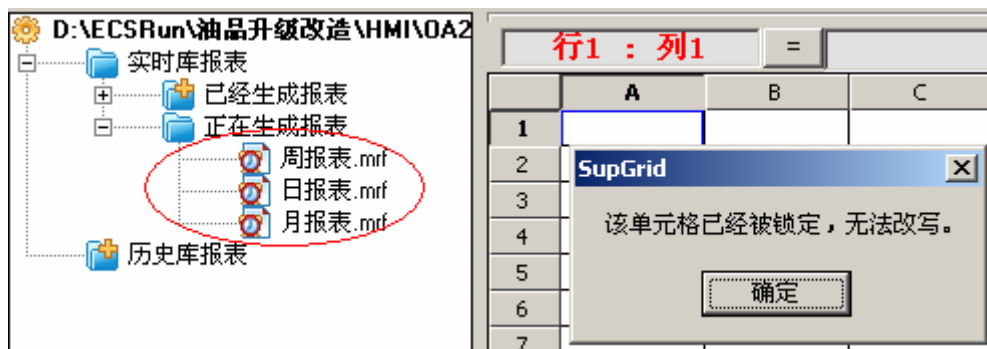 D:\ECSRun\油品升级改造\HMI\OA2
实时库报表
已经生成报表
正在生成报表
周报表.mrf
日报表.mrf
月报表.mrf
历史库报表
行1 : 列1 =
A B C
1
2
3
4
5
6
7
SupGrid
该单元格已经被锁定，无法改写。
确定